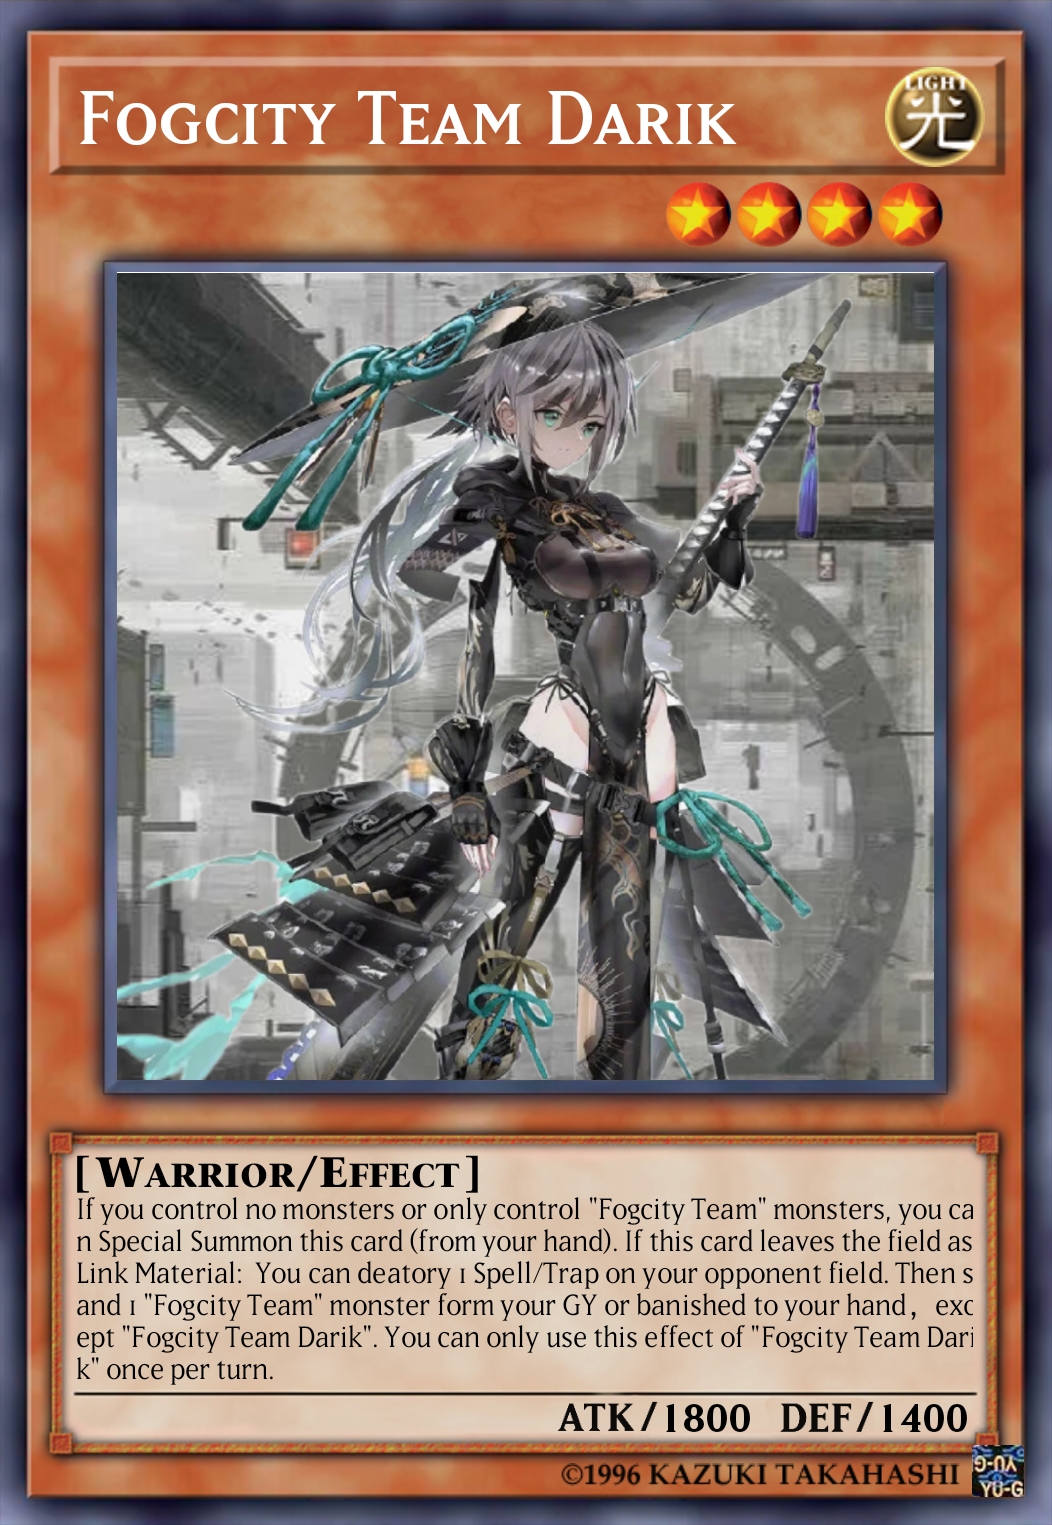 Fogcity Team Darik
LIGHT
光
[Warrior/Effect]
If you control no monsters or only control "Fogcity Team" monsters, you ca
n Special Summon this card (from your hand). If this card leaves the field as
Link Material: You can deatory 1 Spell/Trap on your opponent field. Then s
and 1 "Fogcity Team" monster form your GY or banished to your hand，exc
ept "Fogcity Team Darik". You can only use this effect of "Fogcity Team Dari
k" once per turn.
ATK/1800 DEF/1400
©1996 KAZUKI TAKAHASHI
YU-G
YU-G